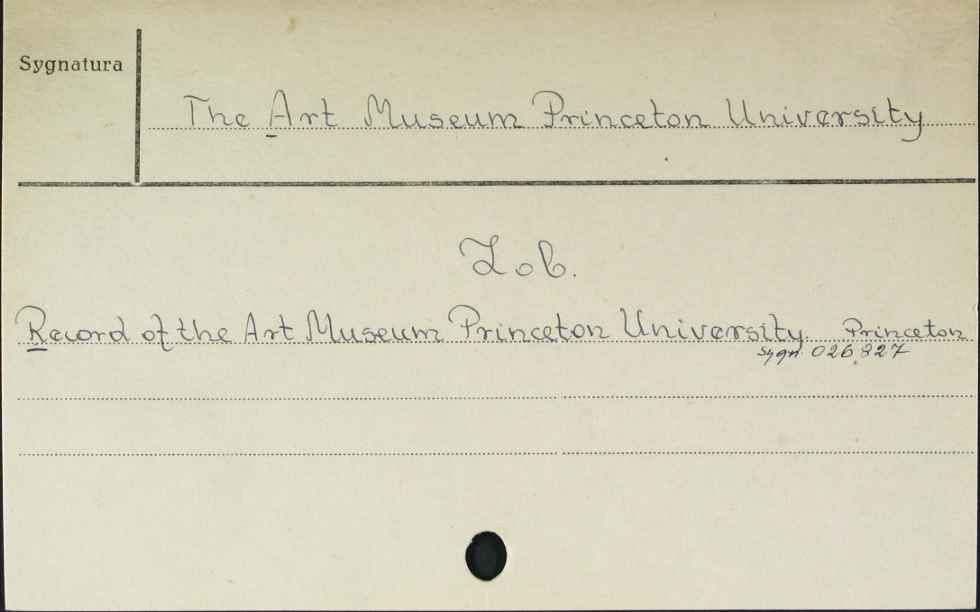 Sygnatura
The Art Museum Princeton University
Zob.
Record of the Art Museum Princeton University. Princeton
Sygn. 026.827